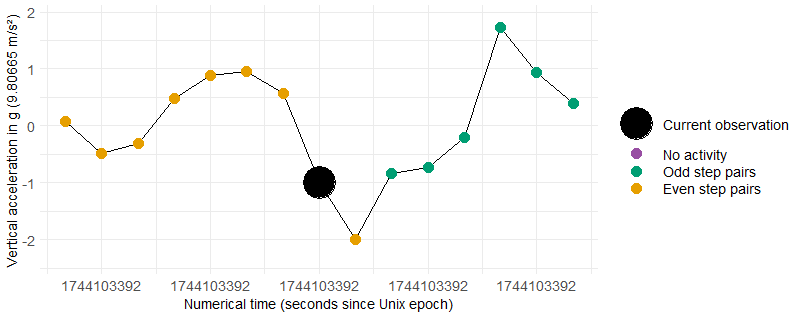 Vertical acceleration in g (9.80665 m/s²)
2
1
0
-1
-2
1744103392 1744103392 1744103392 1744103392 1744103392
Numerical time (seconds since Unix epoch)
Current observation
No activity
Odd step pairs
Even step pairs